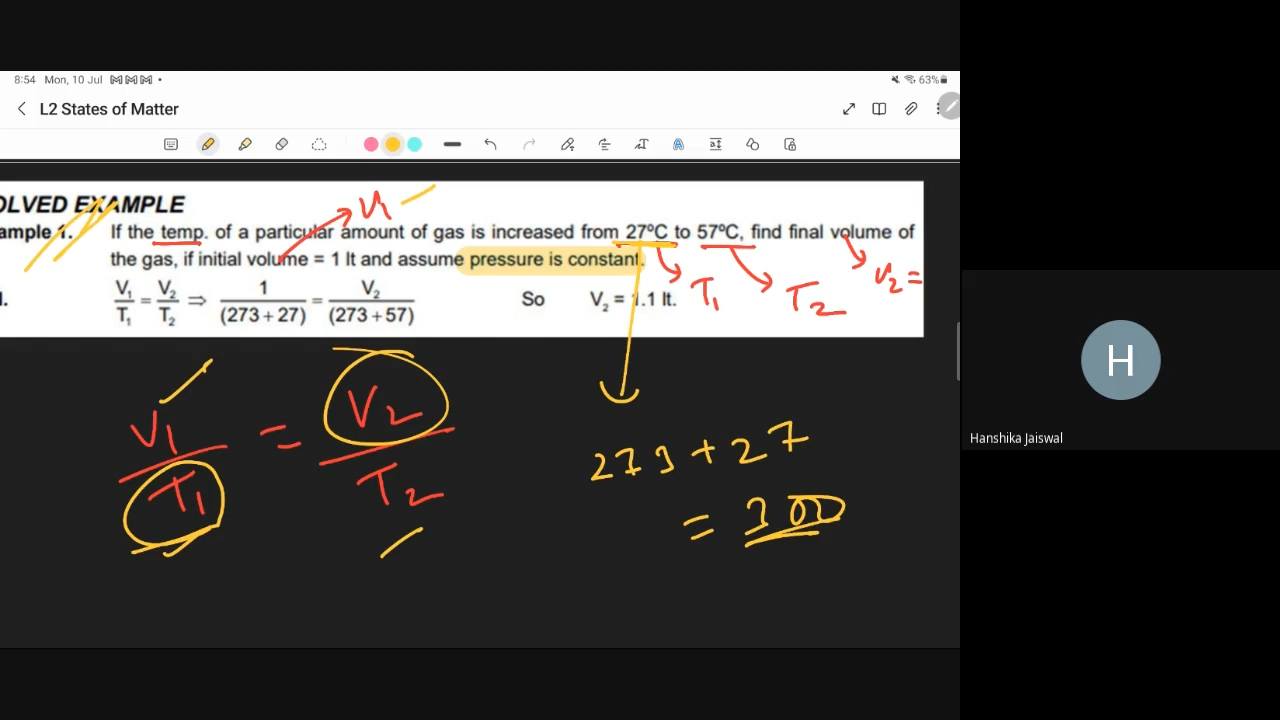 8:54 Mon, 10 Jul
63%
L2 States of Matter
OLVED EXAMPLE
ample 1. If the temp. of a particular amount of gas is increased from 27ºC to 57ºC, find final volume of
the gas, if initial volume = 1 lt and assume pressure is constant.
l. V₁/T₁ = V₂/T₂ ⇒ 1/(273 + 27) = V₂/(273 + 57) So V₂ = 1.1 lt.
V₁
T₁ T₂ V₂ =
V₁/T₁ = V₂/T₂
273 + 27
= 300
H
Hanshika Jaiswal